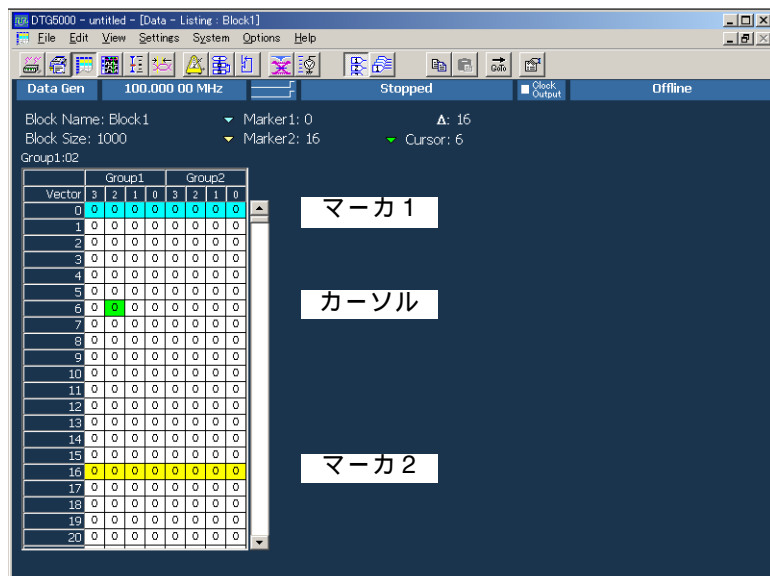 DTG5000 - untitled - [Data - Listing : Block1]
File Edit View Settings System Options Help
GoTo
Data Gen 100.000 00 MHz Stopped Clock Output Offline
Block Name: Block1 Marker1: 0 Δ: 16
Block Size: 1000 Marker2: 16 Cursor: 6
Group1:02
Group1 Group2
Vector 3 2 1 0 3 2 1 0
0 0 0 0 0 0 0 0 0
マーカ１
1 0 0 0 0 0 0 0 0
2 0 0 0 0 0 0 0 0
3 0 0 0 0 0 0 0 0
4 0 0 0 0 0 0 0 0
5 0 0 0 0 0 0 0 0
6 0 0 0 0 0 0 0 0
カーソル
7 0 0 0 0 0 0 0 0
8 0 0 0 0 0 0 0 0
9 0 0 0 0 0 0 0 0
10 0 0 0 0 0 0 0 0
11 0 0 0 0 0 0 0 0
12 0 0 0 0 0 0 0 0
13 0 0 0 0 0 0 0 0
14 0 0 0 0 0 0 0 0
15 0 0 0 0 0 0 0 0
16 0 0 0 0 0 0 0 0
マーカ２
17 0 0 0 0 0 0 0 0
18 0 0 0 0 0 0 0 0
19 0 0 0 0 0 0 0 0
20 0 0 0 0 0 0 0 0